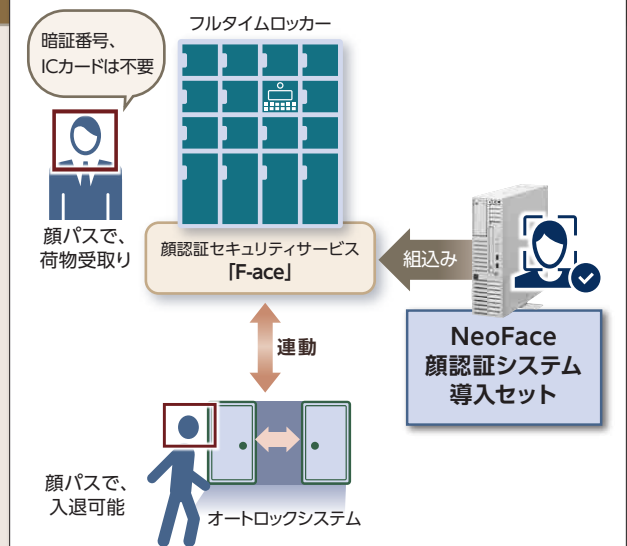 フルタイムロッカー
暗証番号、
ICカードは不要
顔パスで、
荷物受取り
顔認証セキュリティサービス
「F-ace」
組込み
NeoFace
顔認証システム
導入セット
連動
顔パスで、
入退可能
オートロックシステム